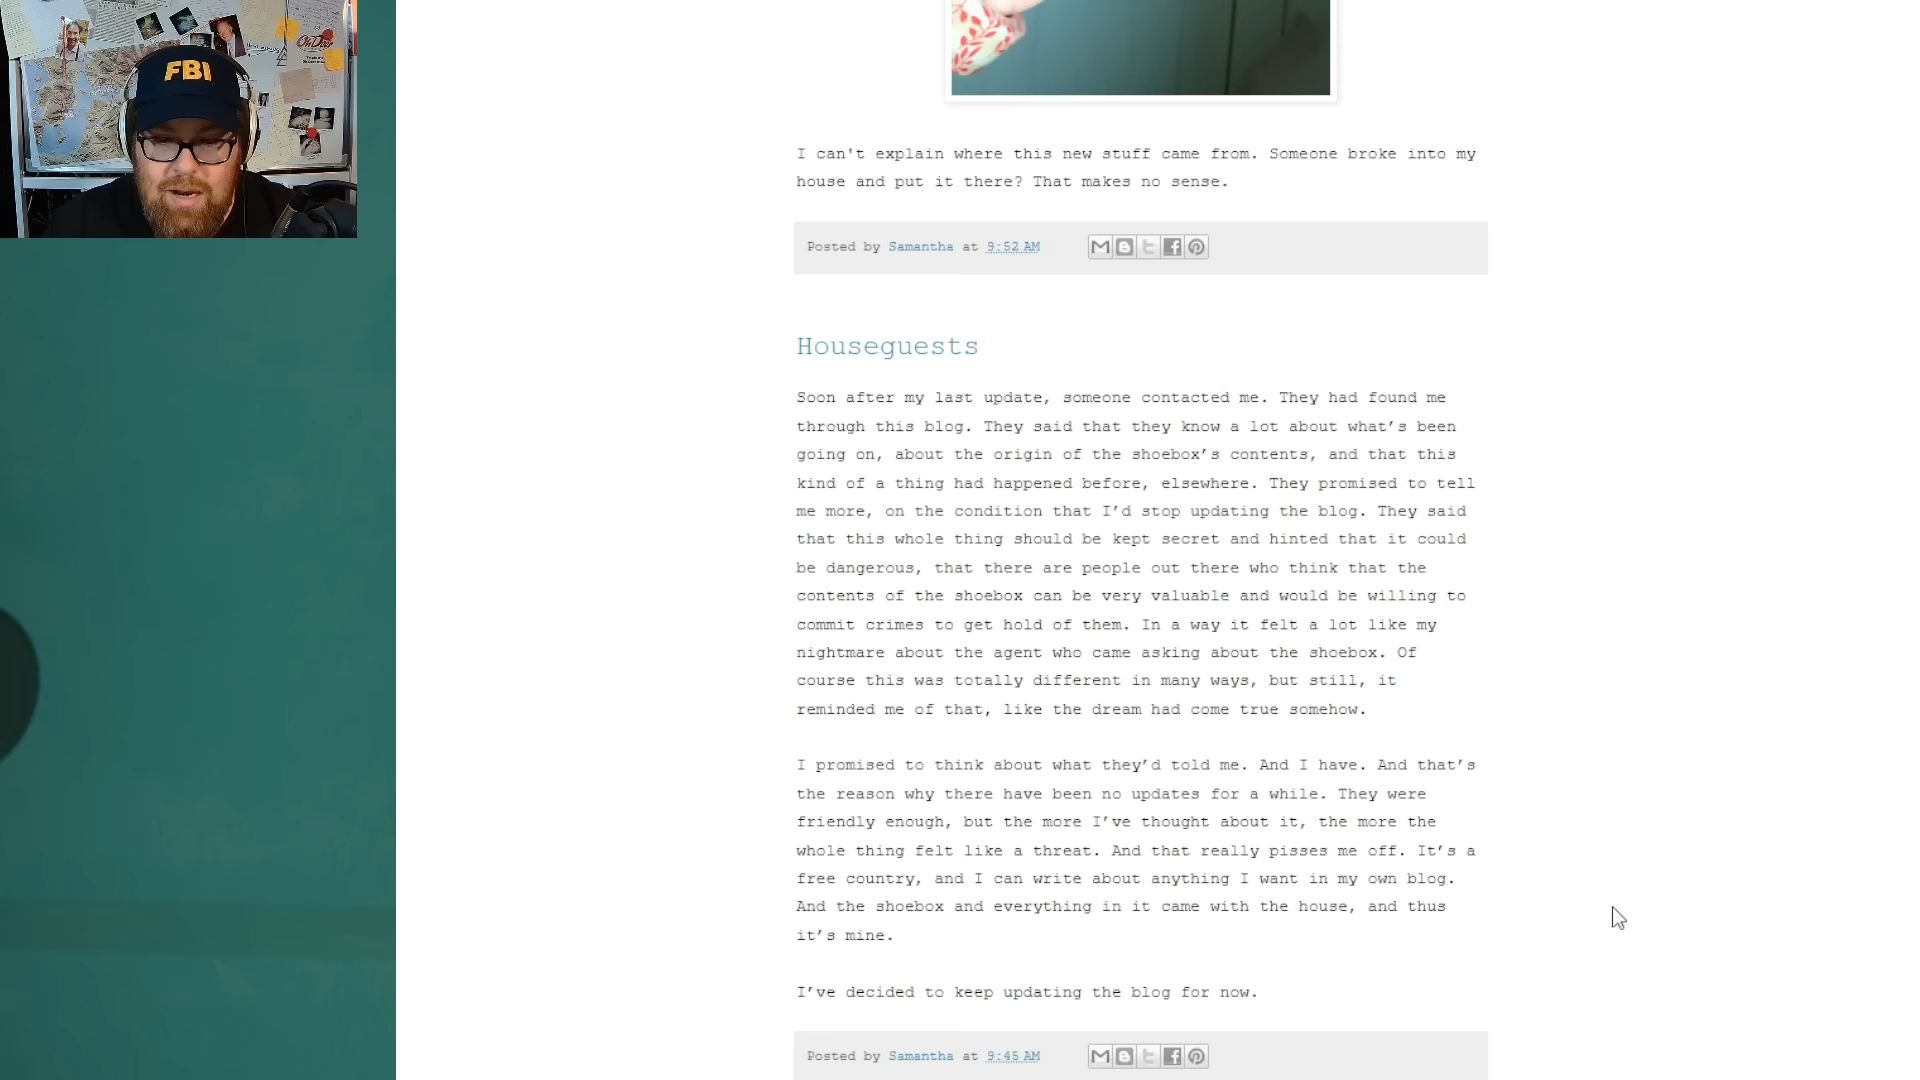 FBI
I can't explain where this new stuff came from. Someone broke into my
house and put it there? That makes no sense.
Posted by Samantha at 9:52 AM
Houseguests
Soon after my last update, someone contacted me. They had found me
through this blog. They said that they know a lot about what’s been
going on, about the origin of the shoebox’s contents, and that this
kind of a thing had happened before, elsewhere. They promised to tell
me more, on the condition that I’d stop updating the blog. They said
that this whole thing should be kept secret and hinted that it could
be dangerous, that there are people out there who think that the
contents of the shoebox can be very valuable and would be willing to
commit crimes to get hold of them. In a way it felt a lot like my
nightmare about the agent who came asking about the shoebox. Of
course this was totally different in many ways, but still, it
reminded me of that, like the dream had come true somehow.
I promised to think about what they’d told me. And I have. And that’s
the reason why there have been no updates for a while. They were
friendly enough, but the more I’ve thought about it, the more the
whole thing felt like a threat. And that really pisses me off. It’s a
free country, and I can write about anything I want in my own blog.
And the shoebox and everything in it came with the house, and thus
it’s mine.
I’ve decided to keep updating the blog for now.
Posted by Samantha at 9:45 AM